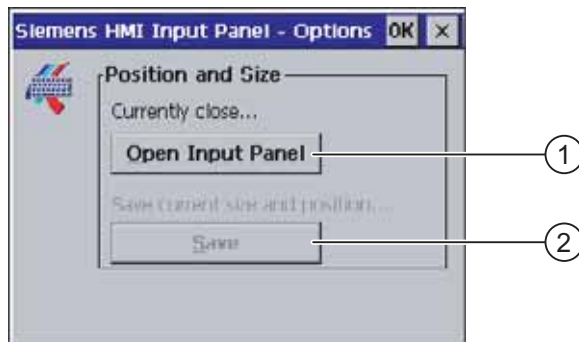 Siemens HMI Input Panel - Options OK ×
Position and Size
Currently close...
Open Input Panel
1
Save current size and position....
Save
2